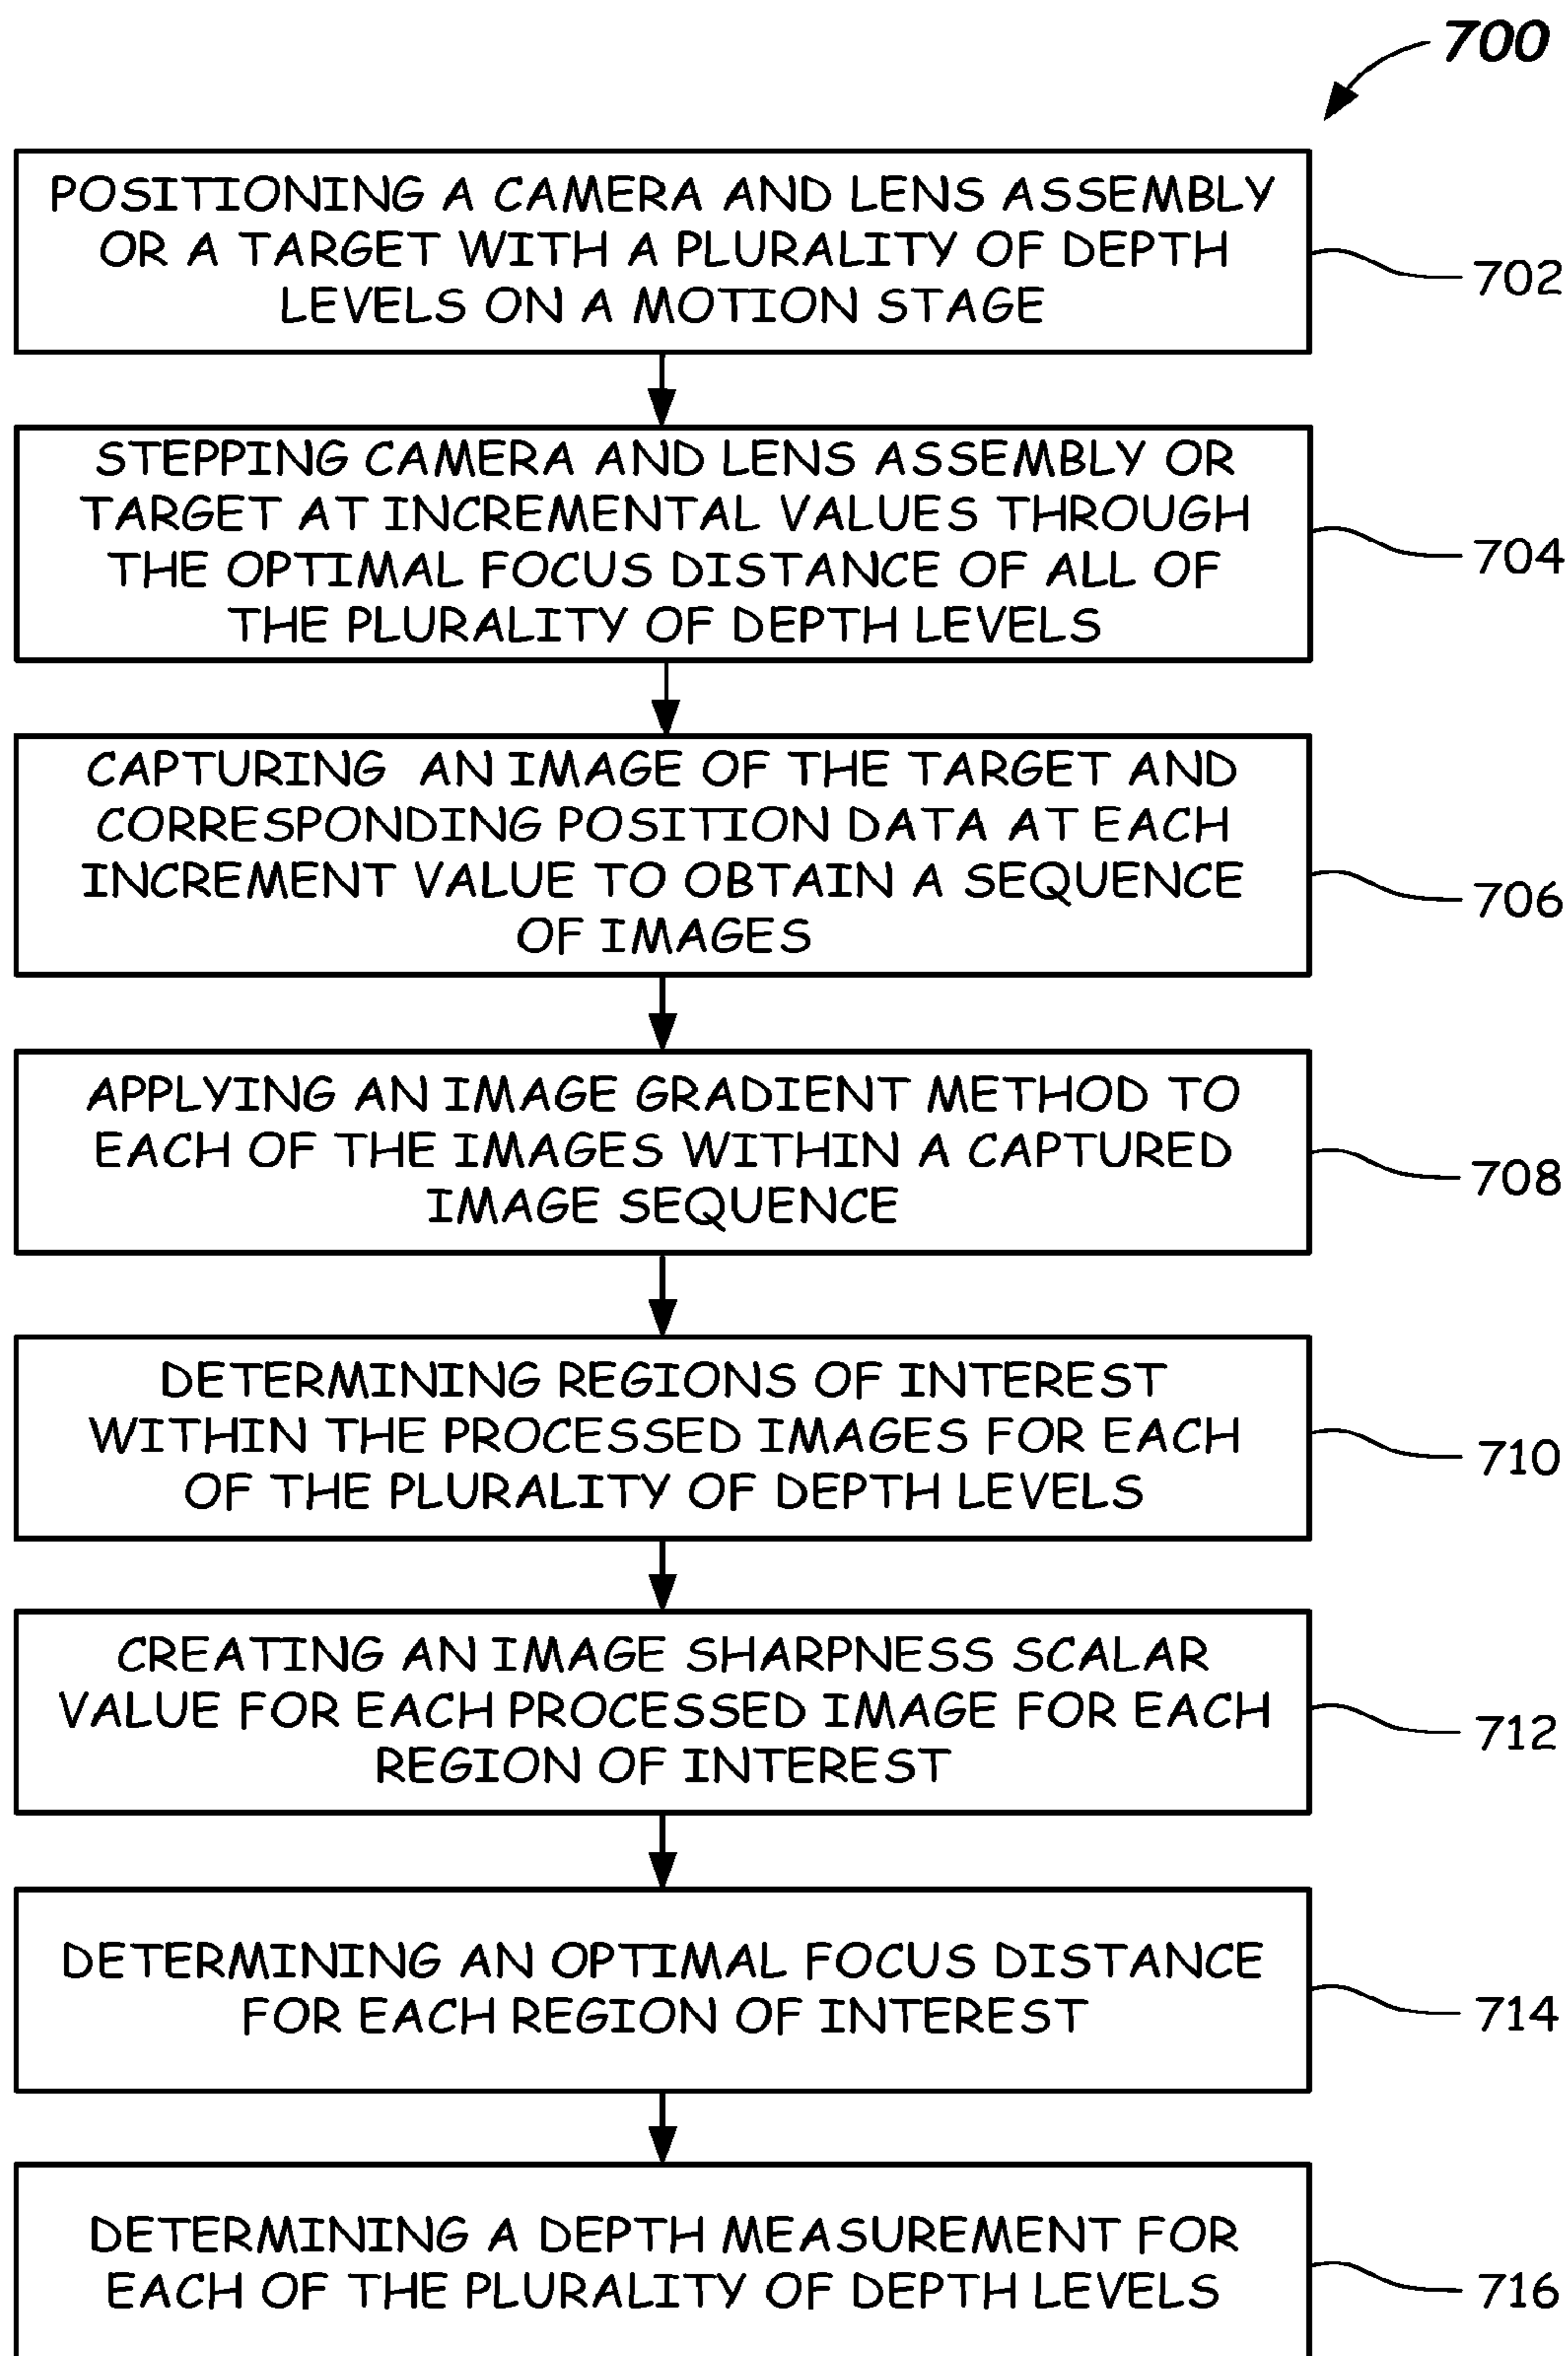 700
POSITIONING A CAMERA AND LENS ASSEMBLY
OR A TARGET WITH A PLURALITY OF DEPTH
LEVELS ON A MOTION STAGE
702
STEPPING CAMERA AND LENS ASSEMBLY OR
TARGET AT INCREMENTAL VALUES THROUGH
THE OPTIMAL FOCUS DISTANCE OF ALL OF
THE PLURALITY OF DEPTH LEVELS
704
CAPTURING AN IMAGE OF THE TARGET AND
CORRESPONDING POSITION DATA AT EACH
INCREMENT VALUE TO OBTAIN A SEQUENCE
OF IMAGES
706
APPLYING AN IMAGE GRADIENT METHOD TO
EACH OF THE IMAGES WITHIN A CAPTURED
IMAGE SEQUENCE
708
DETERMINING REGIONS OF INTEREST
WITHIN THE PROCESSED IMAGES FOR EACH
OF THE PLURALITY OF DEPTH LEVELS
710
CREATING AN IMAGE SHARPNESS SCALAR
VALUE FOR EACH PROCESSED IMAGE FOR EACH
REGION OF INTEREST
712
DETERMINING AN OPTIMAL FOCUS DISTANCE
FOR EACH REGION OF INTEREST
714
DETERMINING A DEPTH MEASUREMENT FOR
EACH OF THE PLURALITY OF DEPTH LEVELS
716